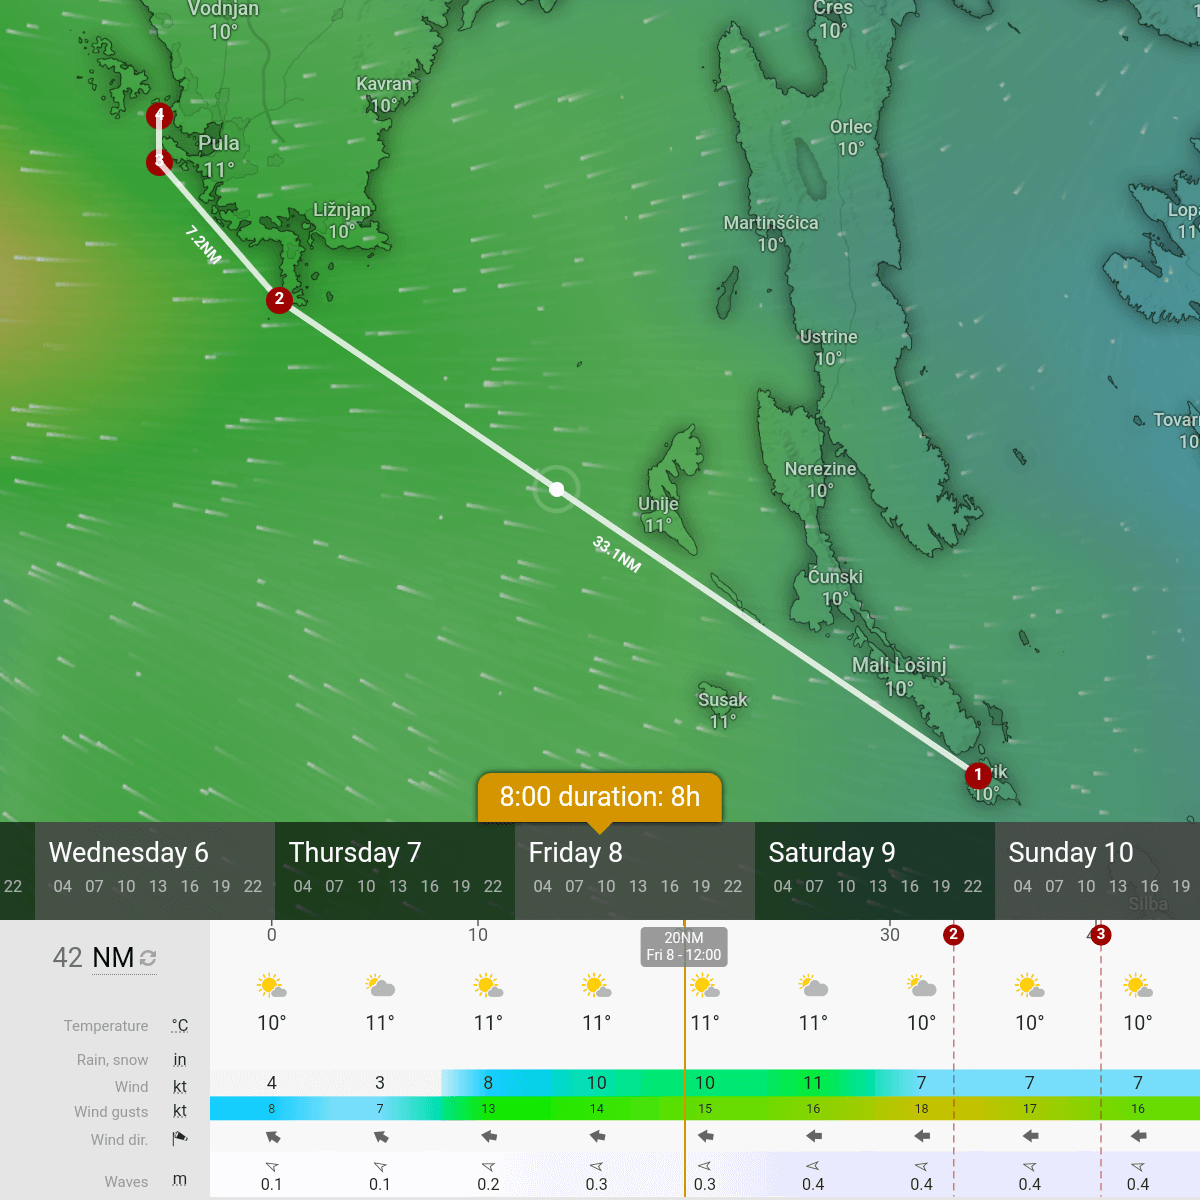 Vodnjan
10°
Cres
10°
Kavran
10°
4
Orlec
10°
Pula
11°
3
Ližnjan
10°
Lopa
11°
Martinšćica
10°
7.2NM
2
Ustrine
10°
Tovar
10
Nerezine
10°
Unije
11°
33.1NM
Ćunski
10°
Mali Lošinj
10°
Susak
11°
1
ik
10°
8:00 duration: 8h
Wednesday 6
Thursday 7
Friday 8
Saturday 9
Sunday 10
22 04 07 10 13 16 19 22 04 07 10 13 16 19 22 04 07 10 13 16 19 22 04 07 10 13 16 19 22 04 07 10 13 16 19
Silba
0 10 30 2 4 3
20NM
Fri 8 - 12:00
42 NM
Temperature °C 10° 11° 11° 11° 11° 11° 10° 10° 10°
Rain, snow in
Wind kt 4 3 8 10 10 11 7 7 7
Wind gusts kt 8 7 13 14 15 16 18 17 16
Wind dir.
Waves m 0.1 0.1 0.2 0.3 0.3 0.4 0.4 0.4 0.4